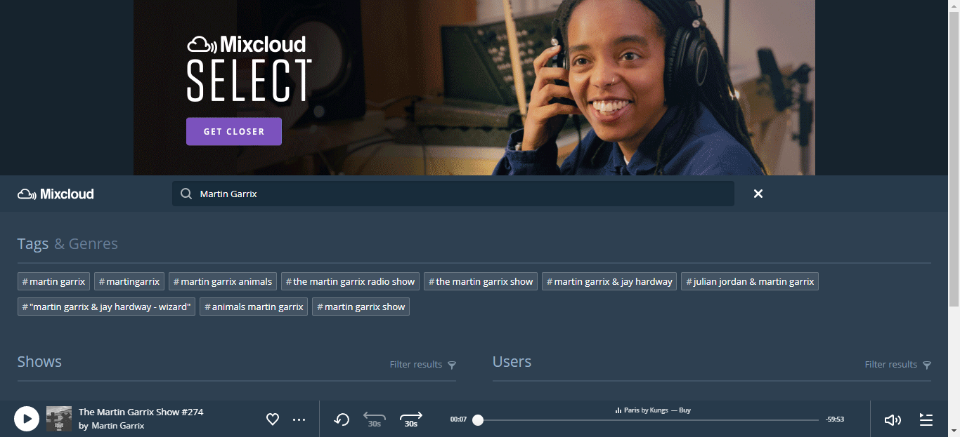 Mixcloud
SELECT
GET CLOSER
Mixcloud
Martin Garrix
Tags & Genres
#martin garrix #martingarrix #martin garrix animals #the martin garrix radio show #the martin garrix show #martin garrix & jay hardway #julian jordan & martin garrix
#"martin garrix & jay hardway - wizard" #animals martin garrix #martin garrix show
Shows Filter results Users Filter results
The Martin Garrix Show #274
by Martin Garrix
30s 30s
00:07
Paris by Kungs — Buy
-59:53